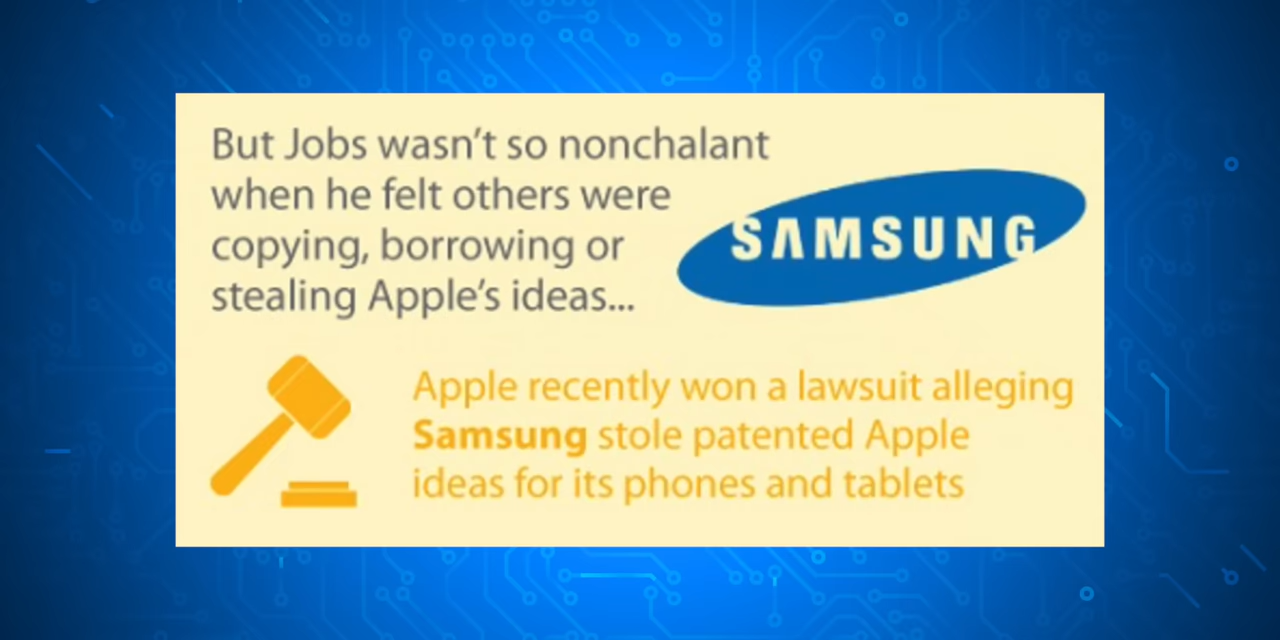 But Jobs wasn't so nonchalant
when he felt others were
copying, borrowing or
stealing Apple's ideas...
SAMSUNG
Apple recently won a lawsuit alleging
Samsung stole patented Apple
ideas for its phones and tablets